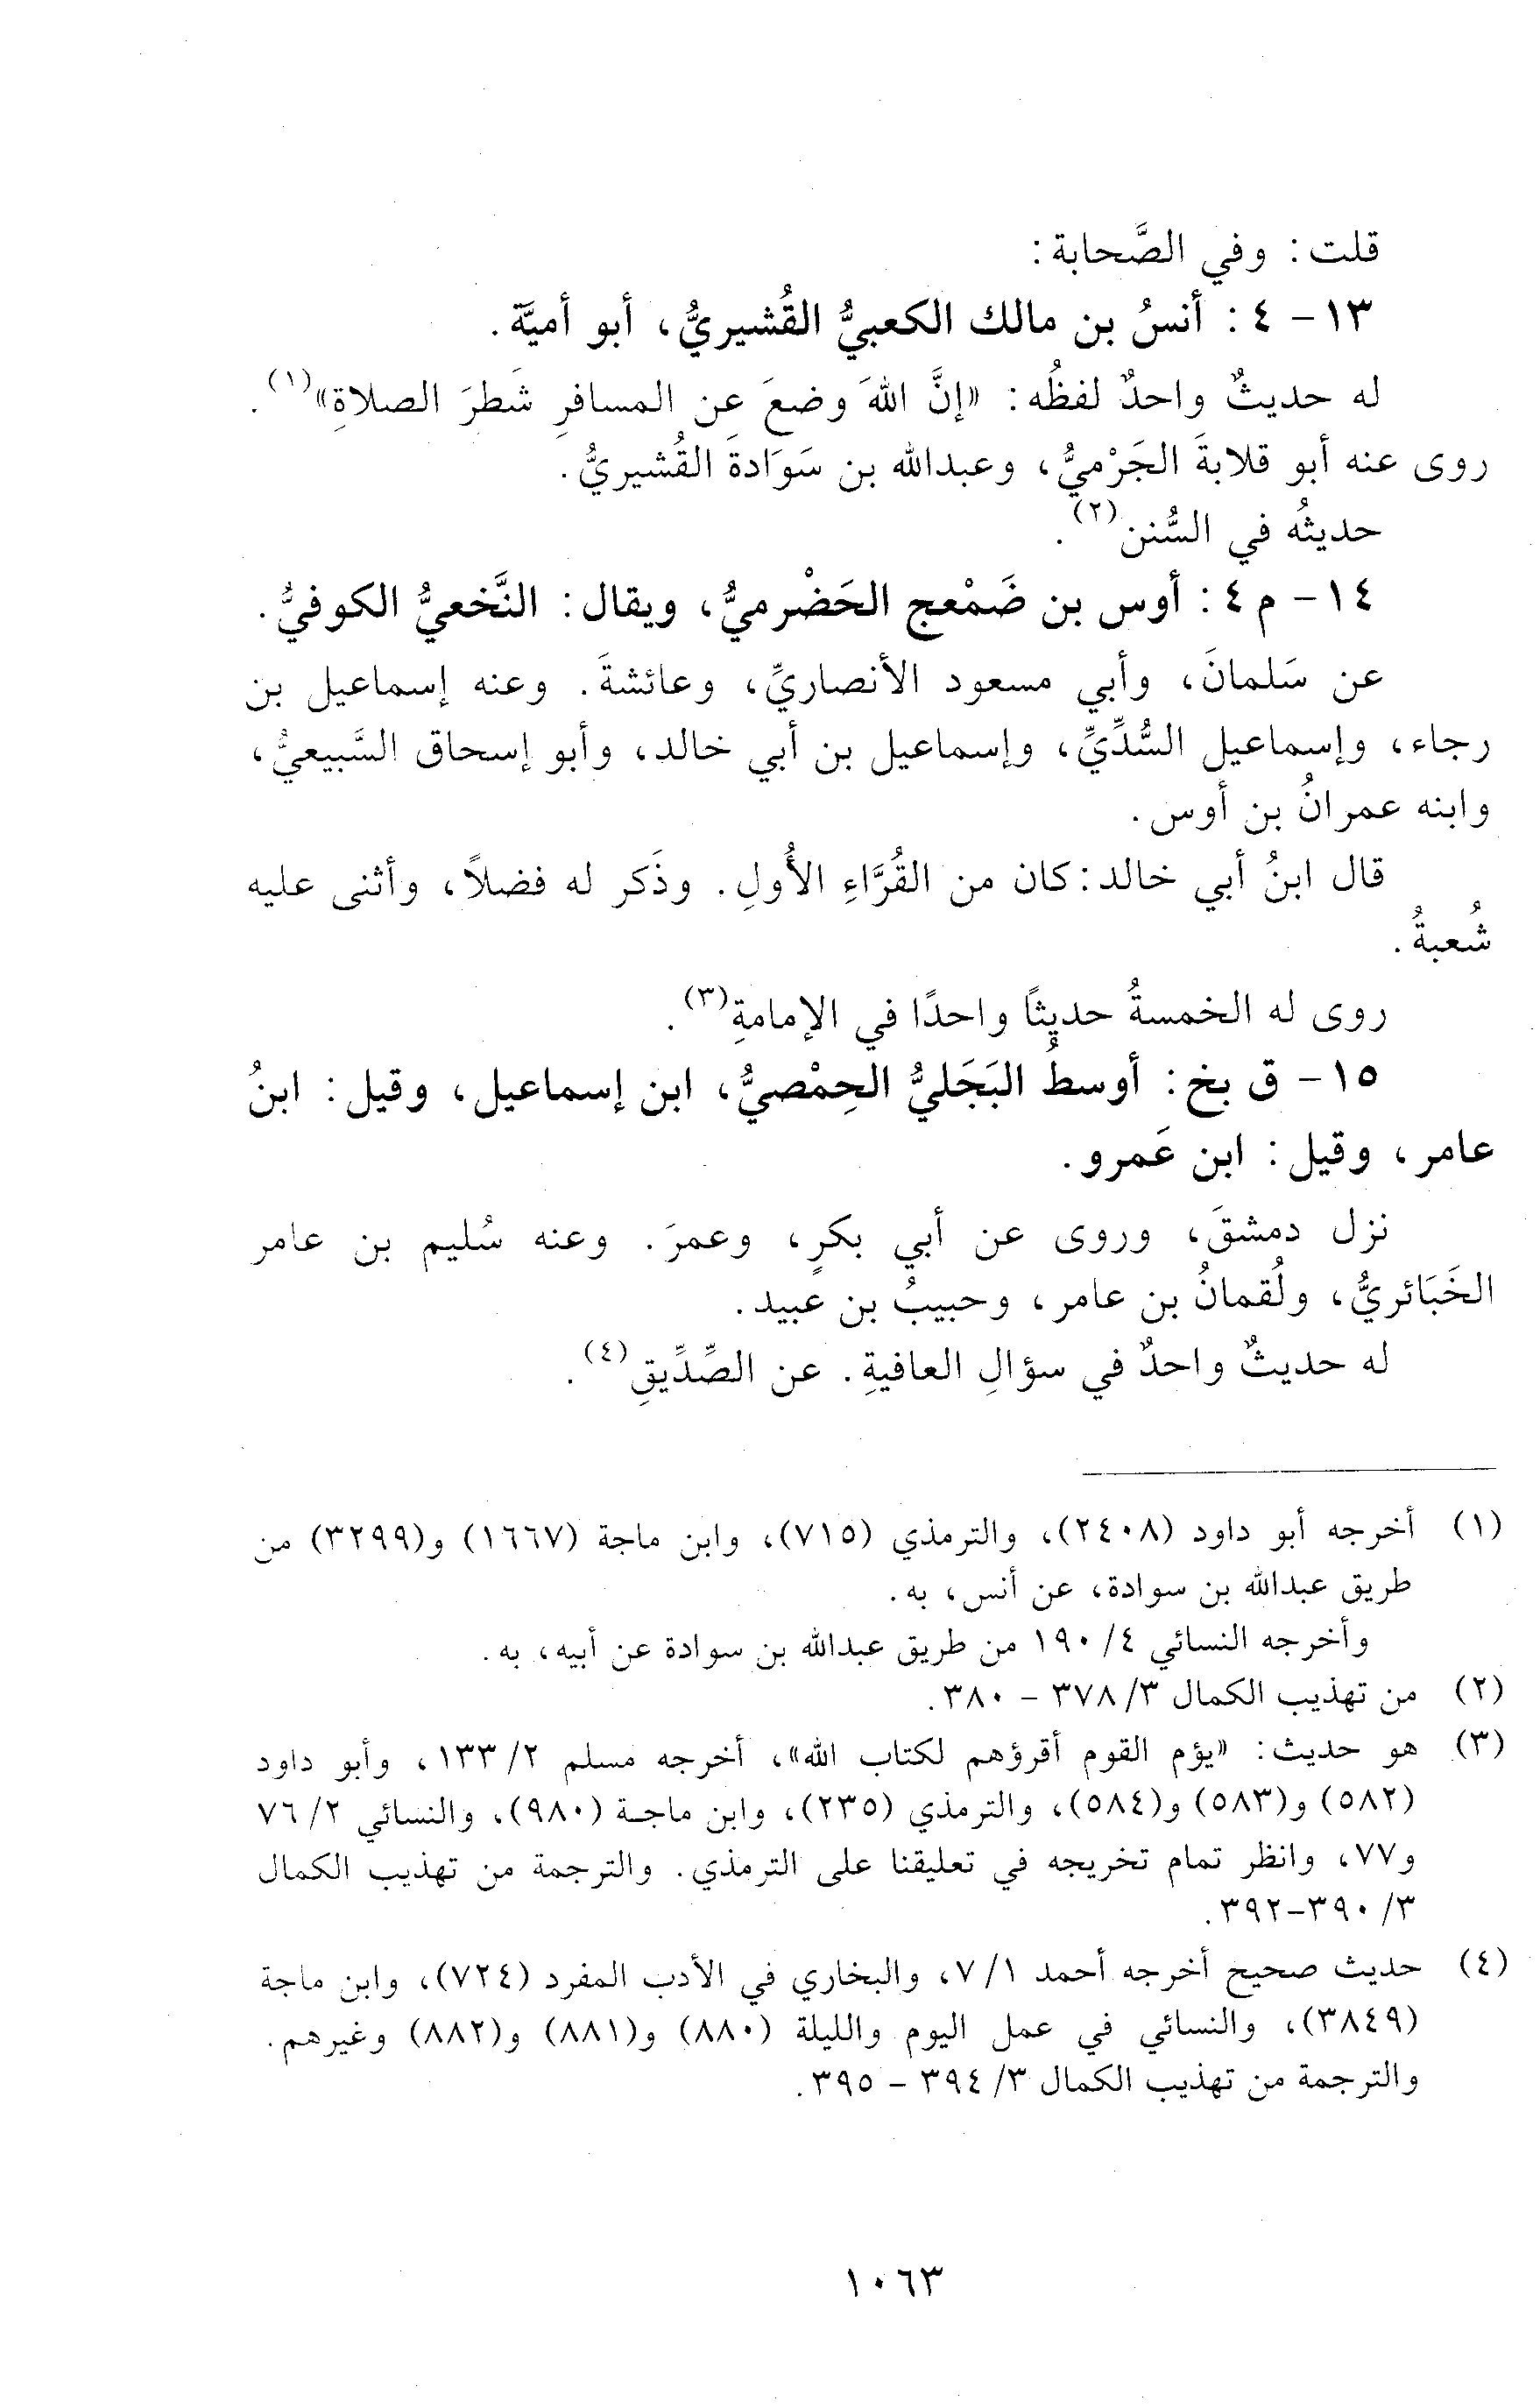 قلت: وفي الصَّحابة:
١٣- ٤: أنسُ بن مالك الكعبيُّ القُشيريُّ، أبو أميَّة.
له حديثٌ واحدٌ لفظُه: «إنَّ اللهَ وضعَ عن المسافرِ شَطرَ الصلاةِ»(١).
روى عنه أبو قلابةَ الجَرْميُّ، وعبدالله بن سَوَادةَ القُشيريُّ.
حديثُه في السُّنن(٢).
١٤- م٤: أوس بن ضَمْعج الحَضْرميُّ، ويقال: النَّخعيُّ الكوفيُّ.
عن سَلمانَ، وأبي مسعود الأنصاريِّ، وعائشةَ. وعنه إسماعيل بن
رجاء، وإسماعيل السُّدِّيِّ، وإسماعيل بن أبي خالد، وأبو إسحاق السَّبيعيُّ،
وابنه عمرانُ بن أوس.
قال ابنُ أبي خالد: كان من القُرَّاءِ الأُولِ. وذَكر له فضلاً، وأثنى عليه
شُعبةُ.
روى له الخمسةُ حديثًا واحدًا في الإمامةِ(٣).
١٥- ق بخ: أوسطُ البَجَليُّ الحِمْصيُّ، ابن إسماعيل، وقيل: ابنُ
عامر، وقيل: ابن عَمرو.
نزل دمشقَ، وروى عن أبي بكرٍ، وعمرَ. وعنه سُليم بن عامر
الخَبَائريُّ، ولُقمانُ بن عامر، وحبيبُ بن عبيد.
له حديثٌ واحدٌ في سؤالِ العافيةِ. عن الصِّدِّيقِ(٤).
(١) أخرجه أبو داود (٢٤٠٨)، والترمذي (٧١٥)، وابن ماجة (١٦٦٧) و(٣٢٩٩) من
طريق عبدالله بن سوادة، عن أنس، به.
وأخرجه النسائي ٤/ ١٩٠ من طريق عبدالله بن سوادة عن أبيه، به.
(٢) من تهذيب الكمال ٣/ ٣٧٨ - ٣٨٠.
(٣) هو حديث: «يؤم القوم أقرؤهم لكتاب الله»، أخرجه مسلم ٢/ ١٣٣، وأبو داود
(٥٨٢) و(٥٨٣) و(٥٨٤)، والترمذي (٢٣٥)، وابن ماجة (٩٨٠)، والنسائي ٢/ ٧٦
و٧٧، وانظر تمام تخريجه في تعليقنا على الترمذي. والترجمة من تهذيب الكمال
٣/ ٣٩٠-٣٩٢.
(٤) حديث صحيح أخرجه أحمد ١/ ٧، والبخاري في الأدب المفرد (٧٢٤)، وابن ماجة
(٣٨٤٩)، والنسائي في عمل اليوم والليلة (٨٨٠) و(٨٨١) و(٨٨٢) وغيرهم.
والترجمة من تهذيب الكمال ٣/ ٣٩٤ - ٣٩٥.
١٠٦٣